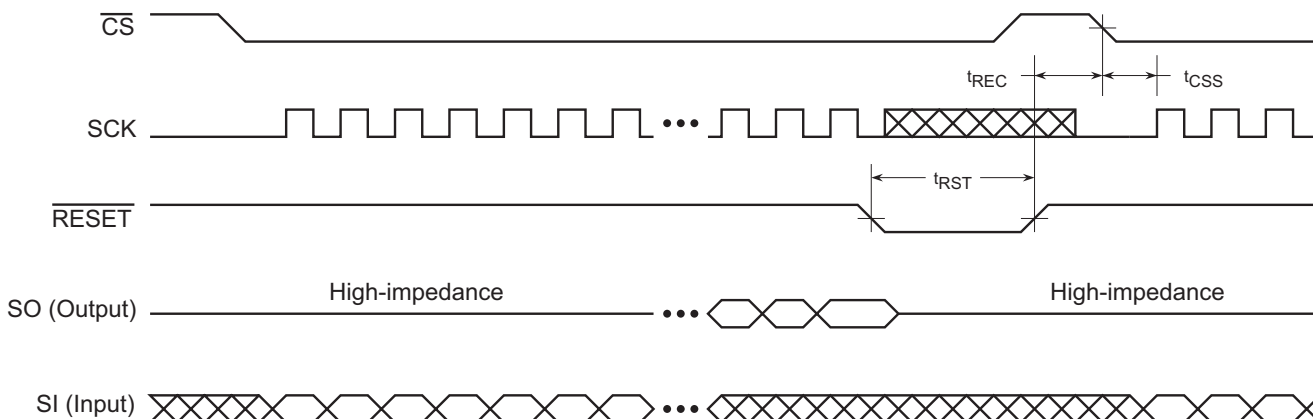 CS
tREC
tCSS
SCK
tRST
RESET
High-impedance
High-impedance
SO (Output)
SI (Input)